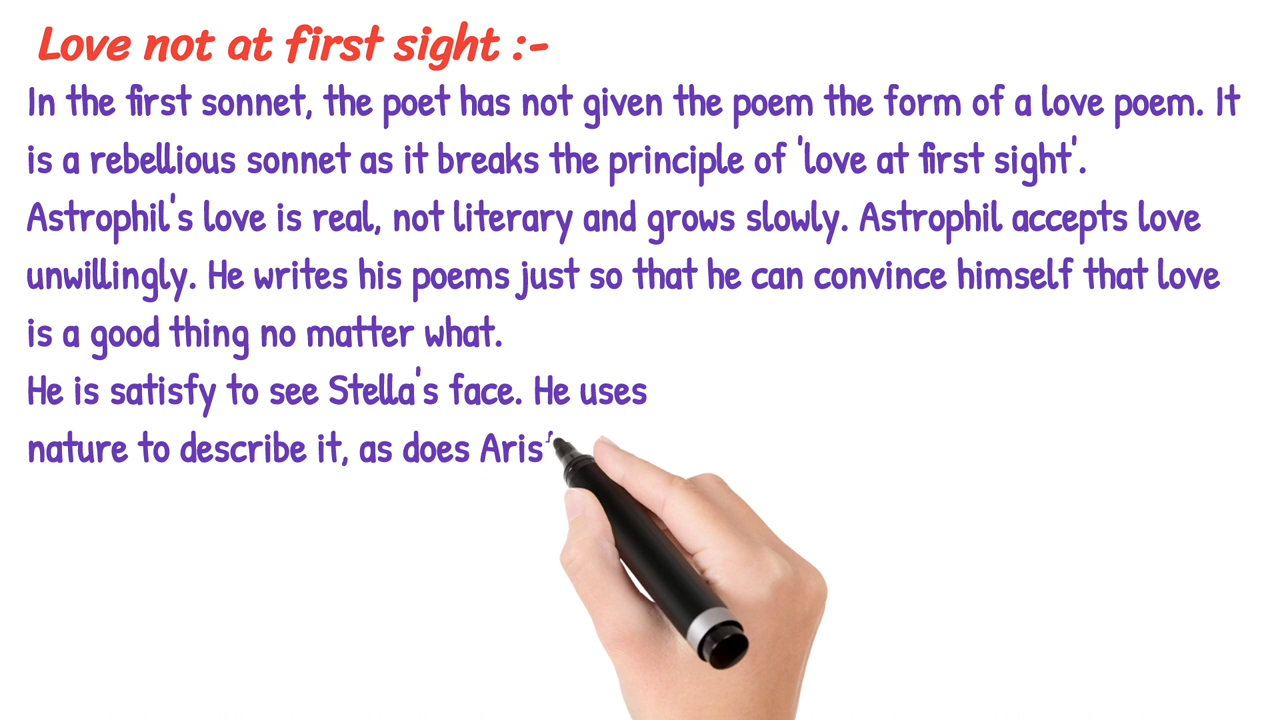 Love not at first sight :-
In the first sonnet, the poet has not given the poem the form of a love poem. It
is a rebellious sonnet as it breaks the principle of 'love at first sight'.
Astrophil's love is real, not literary and grows slowly. Astrophil accepts love
unwillingly. He writes his poems just so that he can convince himself that love
is a good thing no matter what.
He is satisfy to see Stella's face. He uses
nature to describe it, as does Aris